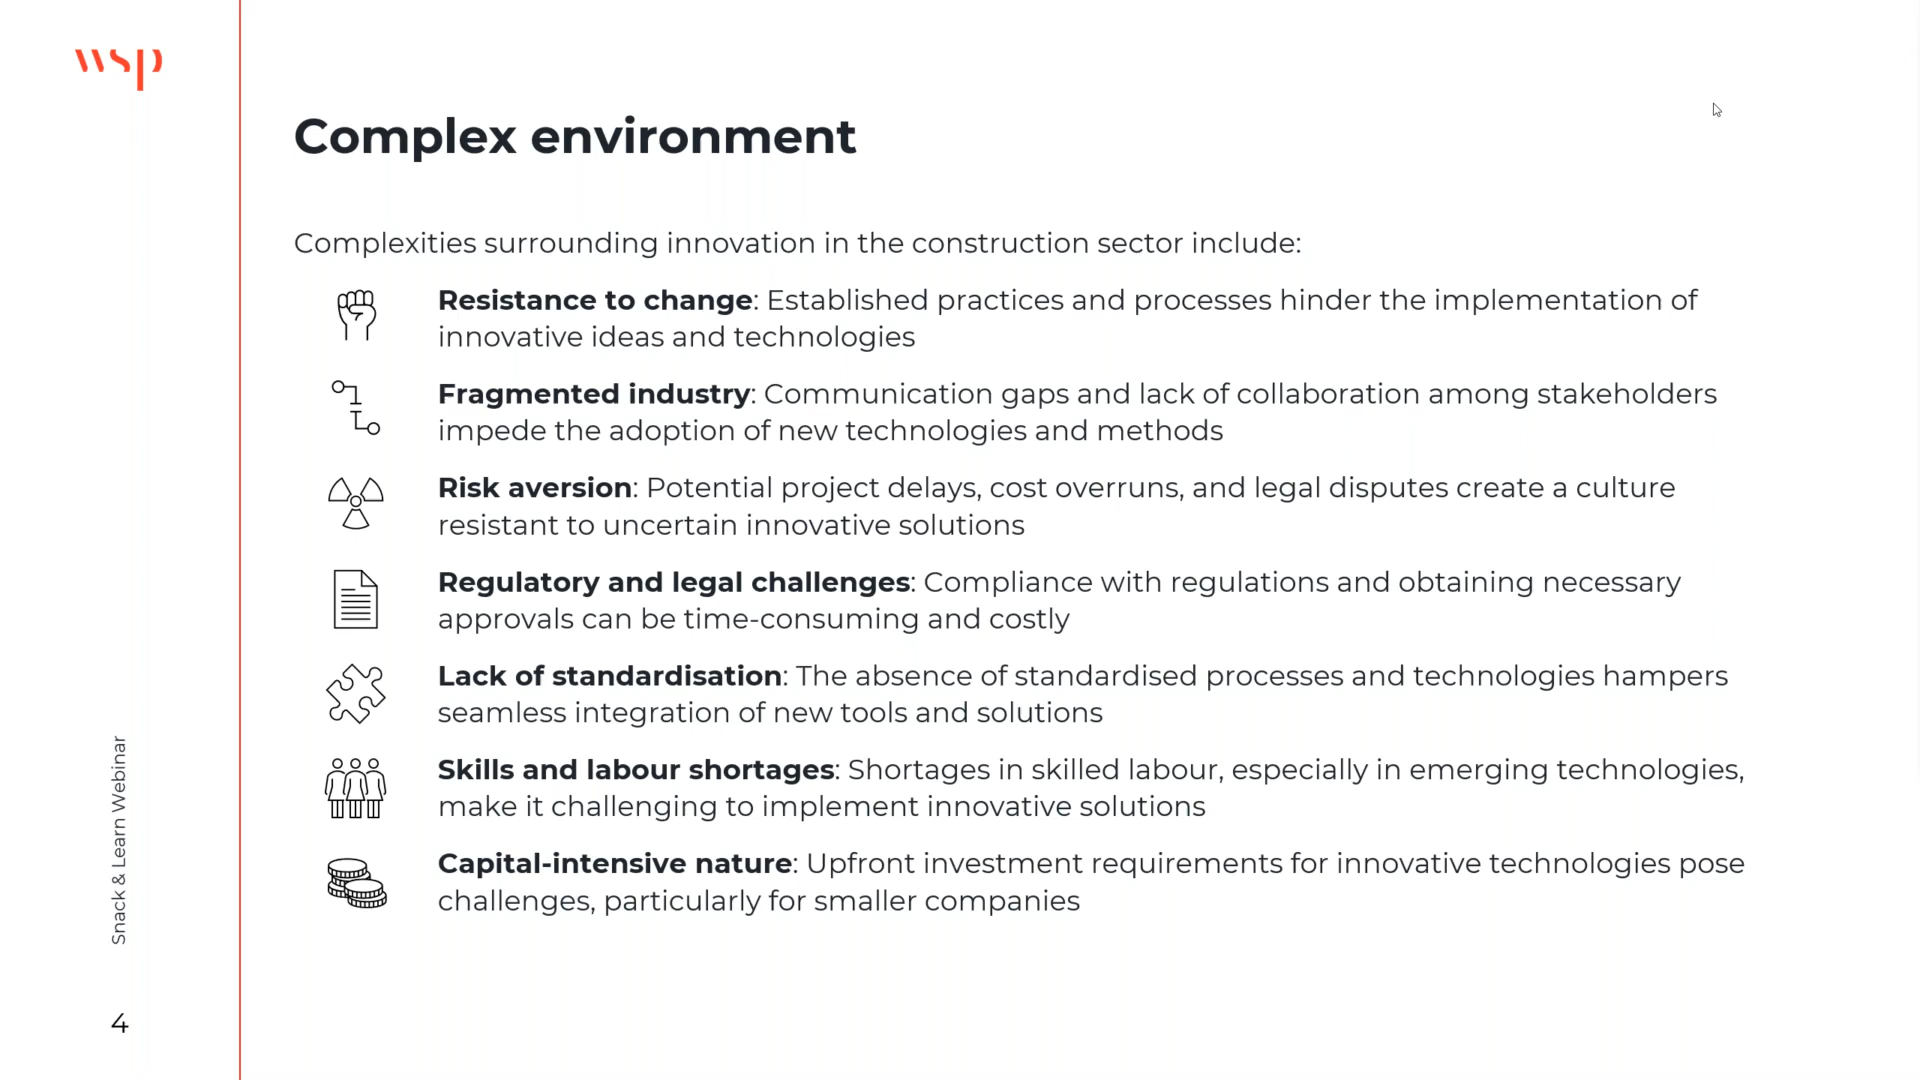 wsp
Complex environment
Complexities surrounding innovation in the construction sector include:
Resistance to change: Established practices and processes hinder the implementation of
innovative ideas and technologies
Fragmented industry: Communication gaps and lack of collaboration among stakeholders
impede the adoption of new technologies and methods
Risk aversion: Potential project delays, cost overruns, and legal disputes create a culture
resistant to uncertain innovative solutions
Regulatory and legal challenges: Compliance with regulations and obtaining necessary
approvals can be time-consuming and costly
Lack of standardisation: The absence of standardised processes and technologies hampers
seamless integration of new tools and solutions
Skills and labour shortages: Shortages in skilled labour, especially in emerging technologies,
make it challenging to implement innovative solutions
Capital-intensive nature: Upfront investment requirements for innovative technologies pose
challenges, particularly for smaller companies
Snack & Learn Webinar
4